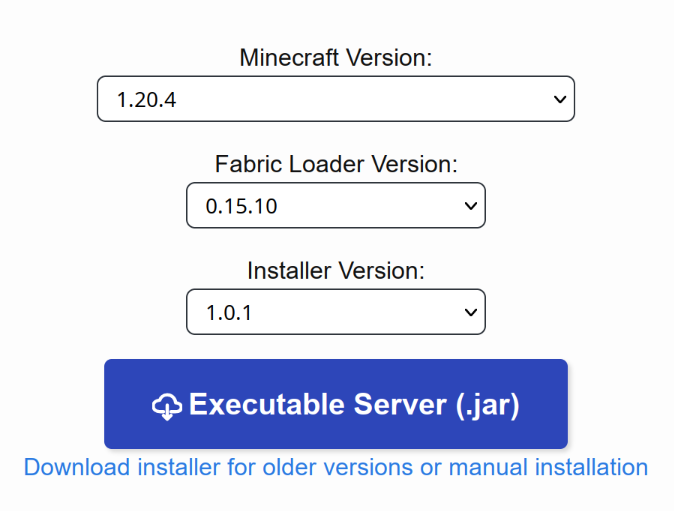 Minecraft Version:
1.20.4
Fabric Loader Version:
0.15.10
Installer Version:
1.0.1
Executable Server (.jar)
Download installer for older versions or manual installation